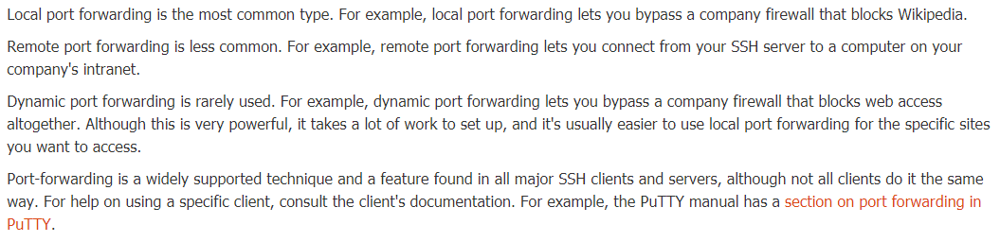 Local port forwarding is the most common type. For example, local port forwarding lets you bypass a company firewall that blocks Wikipedia.
Remote port forwarding is less common. For example, remote port forwarding lets you connect from your SSH server to a computer on your
company's intranet.
Dynamic port forwarding is rarely used. For example, dynamic port forwarding lets you bypass a company firewall that blocks web access
altogether. Although this is very powerful, it takes a lot of work to set up, and it's usually easier to use local port forwarding for the specific sites
you want to access.
Port-forwarding is a widely supported technique and a feature found in all major SSH clients and servers, although not all clients do it the same
way. For help on using a specific client, consult the client's documentation. For example, the PuTTY manual has a section on port forwarding in
PuTTY.